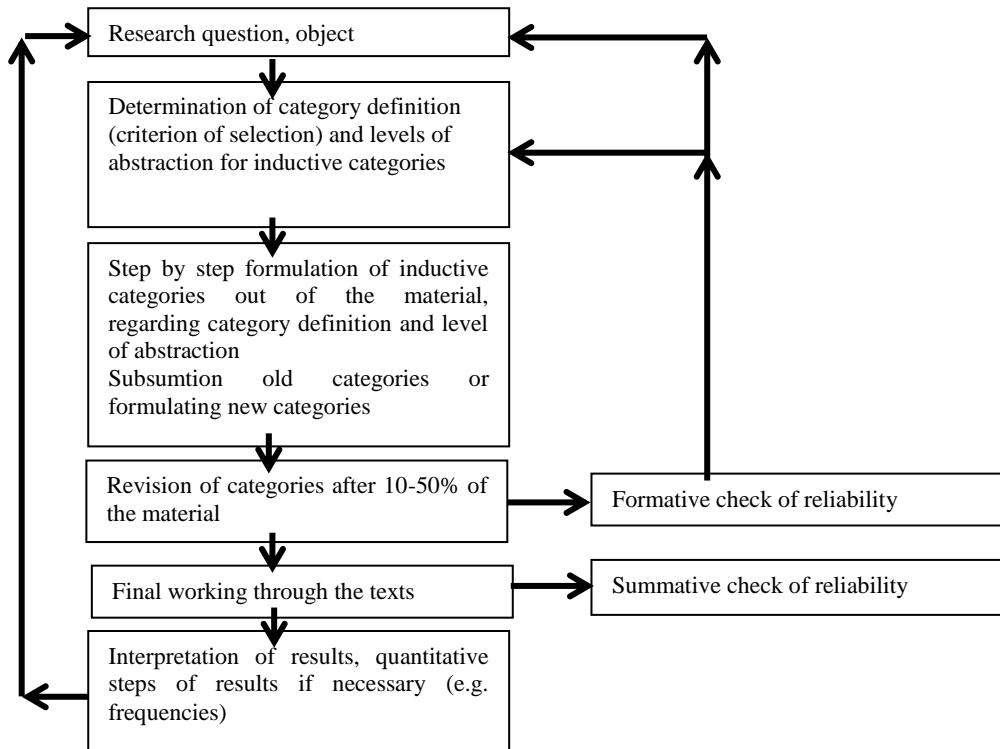 Research question, object
Determination of category definition
(criterion of selection) and levels of
abstraction for inductive categories
Step by step formulation of inductive
categories out of the material,
regarding category definition and level
of abstraction
Subsumtion old categories or
formulating new categories
Revision of categories after 10-50% of
the material
Formative check of reliability
Final working through the texts
Summative check of reliability
Interpretation of results, quantitative
steps of results if necessary (e.g.
frequencies)